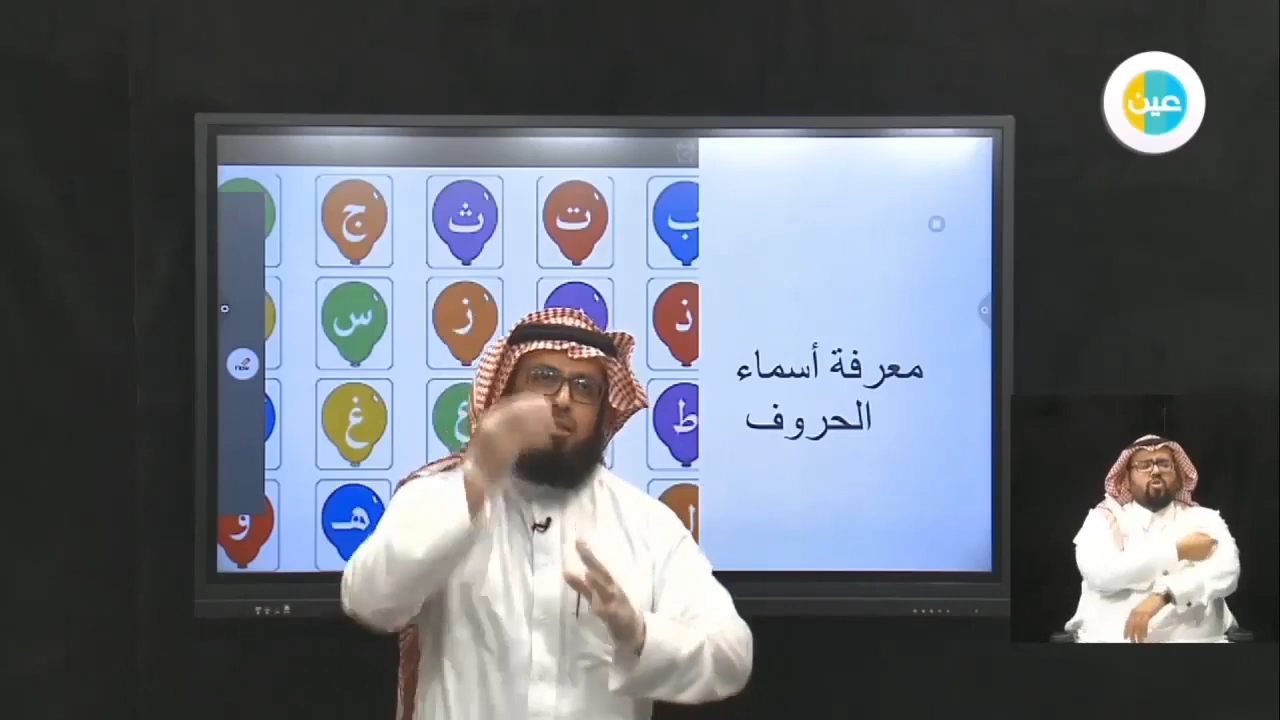 عين
ب ت ث ج
ذ ز س
ط ع غ
ل هـ و
معرفة أسماء
الحروف